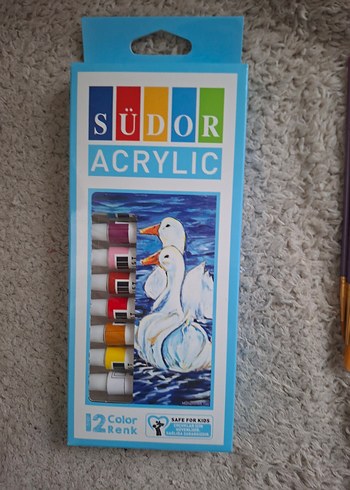 SÜDOR
ACRYLIC
12 Color
Renk
SAFE FOR KIDS